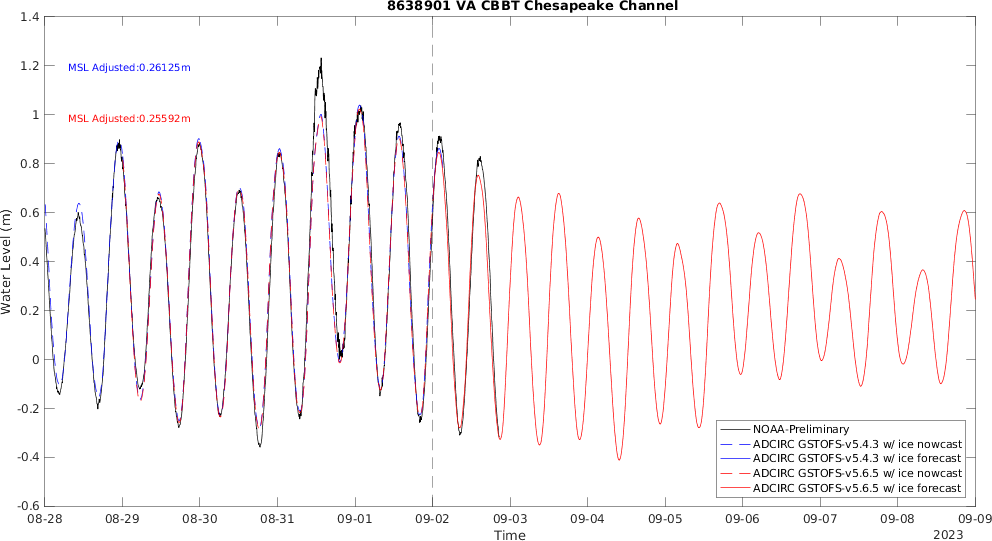 8638901 VA CBBT Chesapeake Channel
1.4
1.2
1
0.8
0.6
0.4
0.2
0
-0.2
-0.4
-0.6
Water Level (m)
MSL Adjusted:0.26125m
MSL Adjusted:0.25592m
NOAA-Preliminary
ADCIRC GSTOFS-v5.4.3 w/ ice nowcast
ADCIRC GSTOFS-v5.4.3 w/ ice forecast
ADCIRC GSTOFS-v5.6.5 w/ ice nowcast
ADCIRC GSTOFS-v5.6.5 w/ ice forecast
08-28 08-29 08-30 08-31 09-01 09-02 09-03 09-04 09-05 09-06 09-07 09-08 09-09
Time
2023